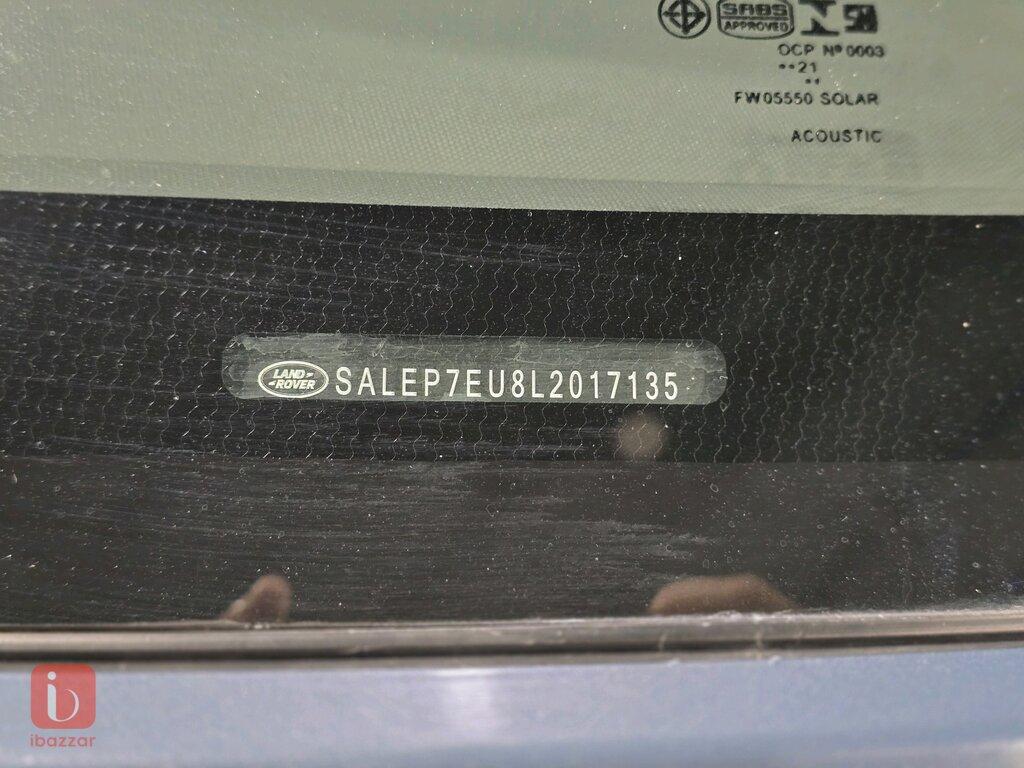 SABS
APPROVED
OCP Nº 0003
**21
**
FW05550 SOLAR
ACOUSTIC
LAND-
-ROVER
SALEP7EU8L2017135
ibazzar